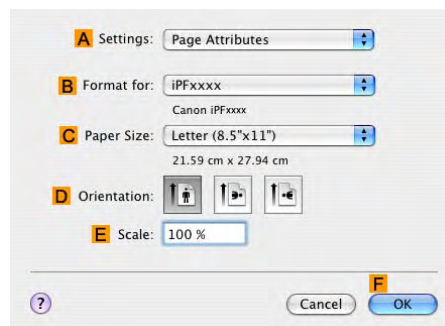 A Settings: Page Attributes
B Format for: iPFxxxx
Canon iPFxxxx
C Paper Size: Letter (8.5"x11")
21.59 cm x 27.94 cm
D Orientation:
E Scale: 100 %
F
? Cancel OK